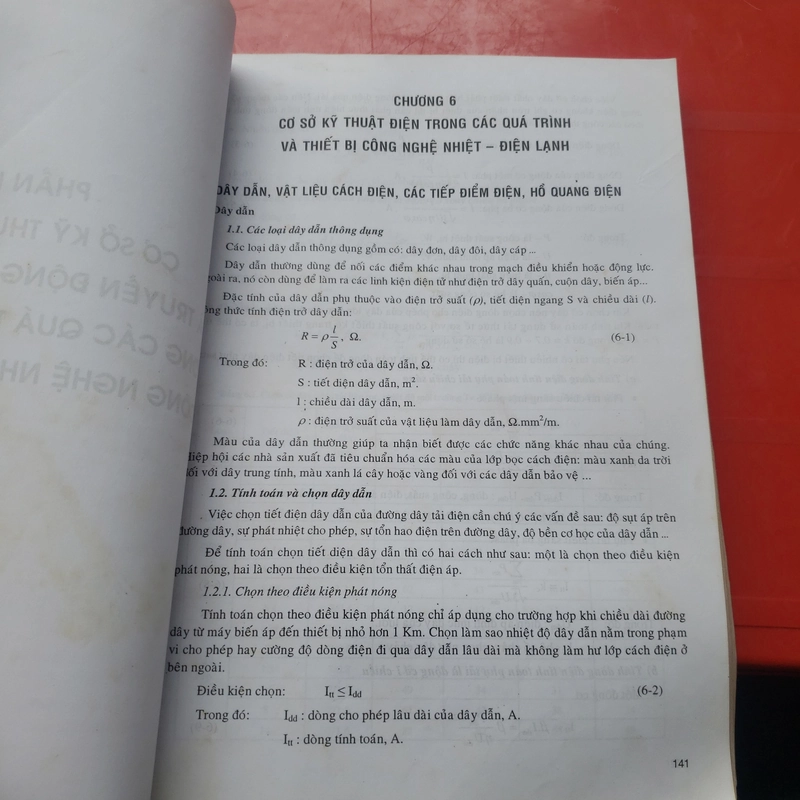 CHƯƠNG 6
CƠ SỞ KỸ THUẬT ĐIỆN TRONG CÁC QUÁ TRÌNH
VÀ THIẾT BỊ CÔNG NGHỆ NHIỆT – ĐIỆN LẠNH
DÂY DẪN, VẬT LIỆU CÁCH ĐIỆN, CÁC TIẾP ĐIỂM ĐIỆN, HỒ QUANG ĐIỆN
Dây dẫn
1.1. Các loại dây dẫn thông dụng
Các loại dây dẫn thông dụng gồm có: dây đơn, dây đôi, dây cáp ...
Dây dẫn thường dùng để nối các điểm khác nhau trong mạch điều khiển hoặc động lực.
ra, nó còn dùng để làm ra các linh kiện điện tử như điện trở dây quấn, cuộn dây, biến áp...
Đặc tính của dây dẫn phụ thuộc vào điện trở suất (ρ), tiết diện ngang S và chiều dài (l).
thức tính điện trở dây dẫn:
R = ρ l/S, Ω. (6-1)
Trong đó: R : điện trở của dây dẫn, Ω.
S : tiết diện dây dẫn, m².
l : chiều dài dây dẫn, m.
ρ : điện trở suất của vật liệu làm dây dẫn, Ω.mm²/m.
Màu của dây dẫn thường giúp ta nhận biết được các chức năng khác nhau của chúng.
hội các nhà sản xuất đã tiêu chuẩn hóa các màu của lớp bọc cách điện: màu xanh da trời
với dây trung tính, màu xanh lá cây hoặc vàng đối với các dây dẫn bảo vệ ...
1.2. Tính toán và chọn dây dẫn
Việc chọn tiết diện dây dẫn của đường dây tải điện cần chú ý các vấn đề sau: độ sụt áp trên
đường dây, sự phát nhiệt cho phép, sự tổn hao điện trên đường dây, độ bền cơ học của dây dẫn ...
Để tính toán chọn tiết diện dây dẫn thì có hai cách như sau: một là chọn theo điều kiện
phát nóng, hai là chọn theo điều kiện tổn thất điện áp.
1.2.1. Chọn theo điều kiện phát nóng
Tính toán chọn theo điều kiện phát nóng chỉ áp dụng cho trường hợp khi chiều dài đường
dây từ máy biến áp đến thiết bị nhỏ hơn 1 Km. Chọn làm sao nhiệt độ dây dẫn nằm trong phạm
vi cho phép hay cường độ dòng điện đi qua dây dẫn lâu dài mà không làm hư lớp cách điện ở
bên ngoài.
Điều kiện chọn: Itt ≤ Idd (6-2)
Trong đó: Idd : dòng cho phép lâu dài của dây dẫn, A.
Itt : dòng tính toán, A.
141